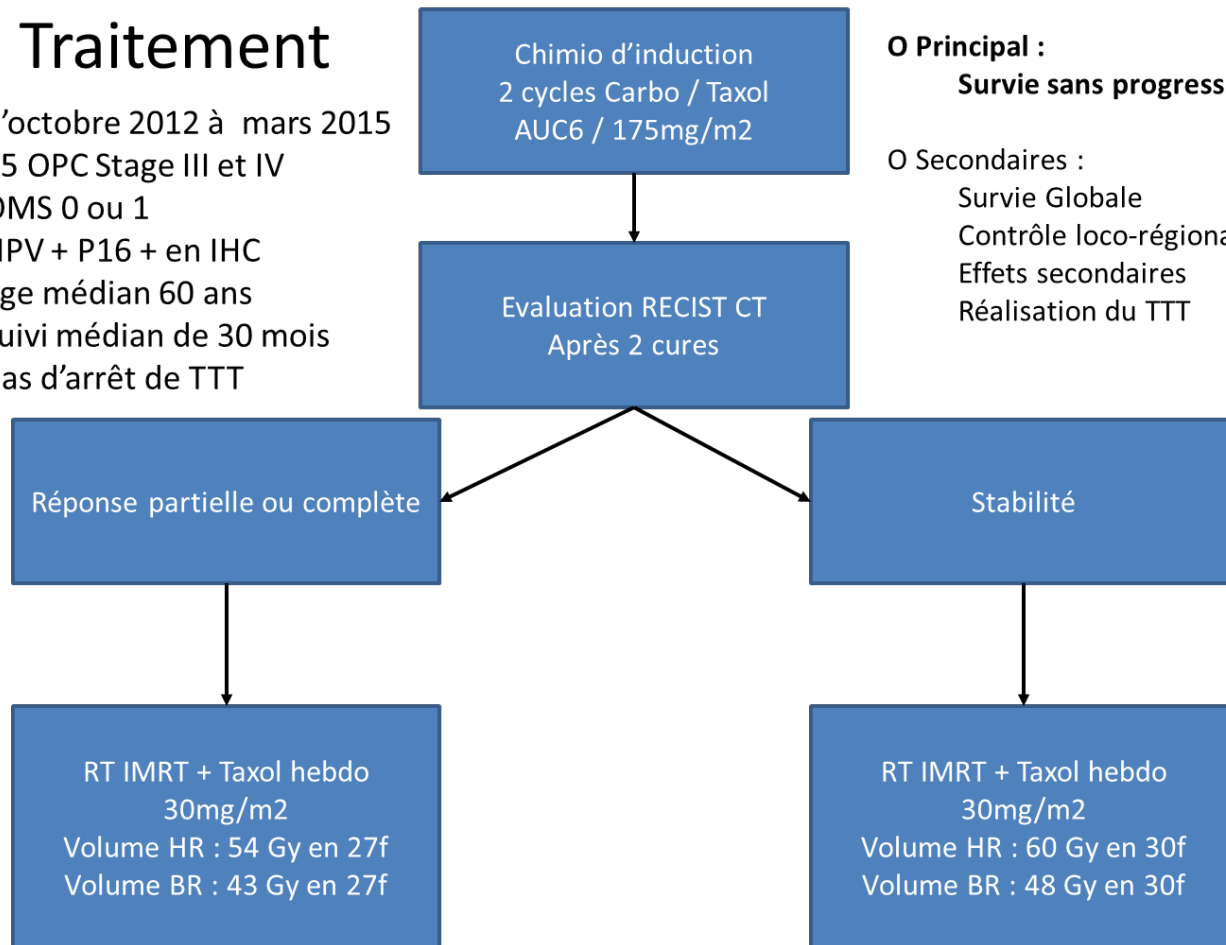 Traitement
’octobre 2012 à mars 2015
5 OPC Stage III et IV
OMS 0 ou 1
HPV + P16 + en IHC
ge médian 60 ans
uivi médian de 30 mois
as d’arrêt de TTT
Chimio d’induction
2 cycles Carbo / Taxol
AUC6 / 175mg/m2
O Principal :
Survie sans progress
O Secondaires :
Survie Globale
Contrôle loco-régiona
Effets secondaires
Réalisation du TTT
Evaluation RECIST CT
Après 2 cures
Réponse partielle ou complète
Stabilité
RT IMRT + Taxol hebdo
30mg/m2
Volume HR : 54 Gy en 27f
Volume BR : 43 Gy en 27f
RT IMRT + Taxol hebdo
30mg/m2
Volume HR : 60 Gy en 30f
Volume BR : 48 Gy en 30f